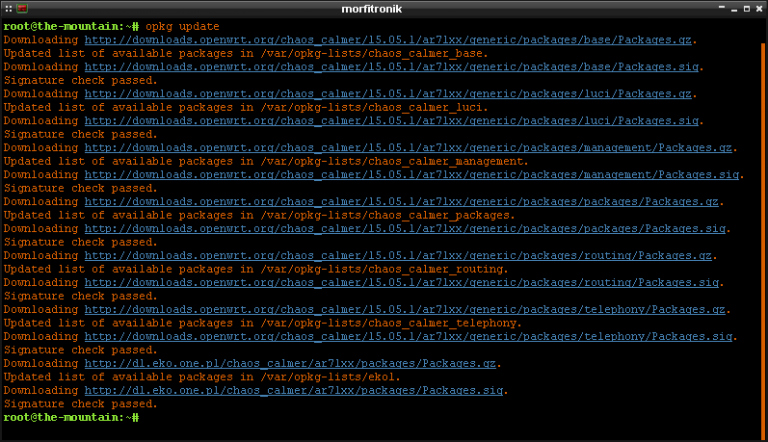 morfitronik
root@the-mountain:~# opkg update
Downloading http://downloads.openwrt.org/chaos_calmer/15.05.1/ar71xx/generic/packages/base/Packages.gz.
Updated list of available packages in /var/opkg-lists/chaos_calmer_base.
Downloading http://downloads.openwrt.org/chaos_calmer/15.05.1/ar71xx/generic/packages/base/Packages.sig.
Signature check passed.
Downloading http://downloads.openwrt.org/chaos_calmer/15.05.1/ar71xx/generic/packages/luci/Packages.gz.
Updated list of available packages in /var/opkg-lists/chaos_calmer_luci.
Downloading http://downloads.openwrt.org/chaos_calmer/15.05.1/ar71xx/generic/packages/luci/Packages.sig.
Signature check passed.
Downloading http://downloads.openwrt.org/chaos_calmer/15.05.1/ar71xx/generic/packages/management/Packages.gz.
Updated list of available packages in /var/opkg-lists/chaos_calmer_management.
Downloading http://downloads.openwrt.org/chaos_calmer/15.05.1/ar71xx/generic/packages/management/Packages.sig.
Signature check passed.
Downloading http://downloads.openwrt.org/chaos_calmer/15.05.1/ar71xx/generic/packages/packages/Packages.gz.
Updated list of available packages in /var/opkg-lists/chaos_calmer_packages.
Downloading http://downloads.openwrt.org/chaos_calmer/15.05.1/ar71xx/generic/packages/packages/Packages.sig.
Signature check passed.
Downloading http://downloads.openwrt.org/chaos_calmer/15.05.1/ar71xx/generic/packages/routing/Packages.gz.
Updated list of available packages in /var/opkg-lists/chaos_calmer_routing.
Downloading http://downloads.openwrt.org/chaos_calmer/15.05.1/ar71xx/generic/packages/routing/Packages.sig.
Signature check passed.
Downloading http://downloads.openwrt.org/chaos_calmer/15.05.1/ar71xx/generic/packages/telephony/Packages.gz.
Updated list of available packages in /var/opkg-lists/chaos_calmer_telephony.
Downloading http://downloads.openwrt.org/chaos_calmer/15.05.1/ar71xx/generic/packages/telephony/Packages.sig.
Signature check passed.
Downloading http://dl.eko.one.pl/chaos_calmer/ar71xx/packages/Packages.gz.
Updated list of available packages in /var/opkg-lists/eko1.
Downloading http://dl.eko.one.pl/chaos_calmer/ar71xx/packages/Packages.sig.
Signature check passed.
root@the-mountain:~#